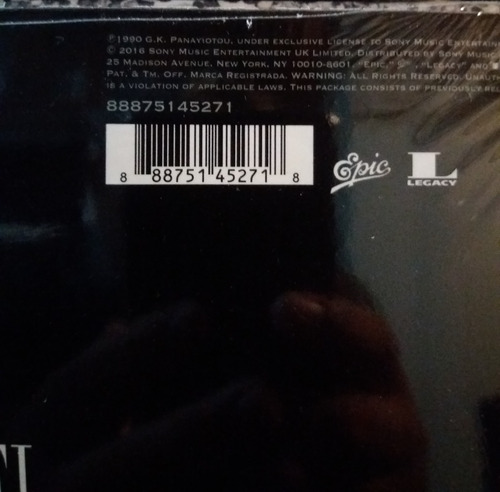 ℗1990 G.K. PANAYIOTOU, UNDER EXCLUSIVE LICENSE TO SONY MUSIC
© 2016 SONY MUSIC ENTERTAINMENT UK LIMITED. DISTRIBUTED BY SONY
25 MADISON AVENUE, NEW YORK, NY 10010-8601. "EPIC," "LEGACY" AND
PAT. & TM. OFF. MARCA REGISTRADA. WARNING: ALL RIGHTS RESERVED.
IS A VIOLATION OF APPLICABLE LAWS. THIS PACKAGE CONSISTS OF PREVIOUSLY
88875145271
8 88751 45271 8
Epic
L
LEGACY